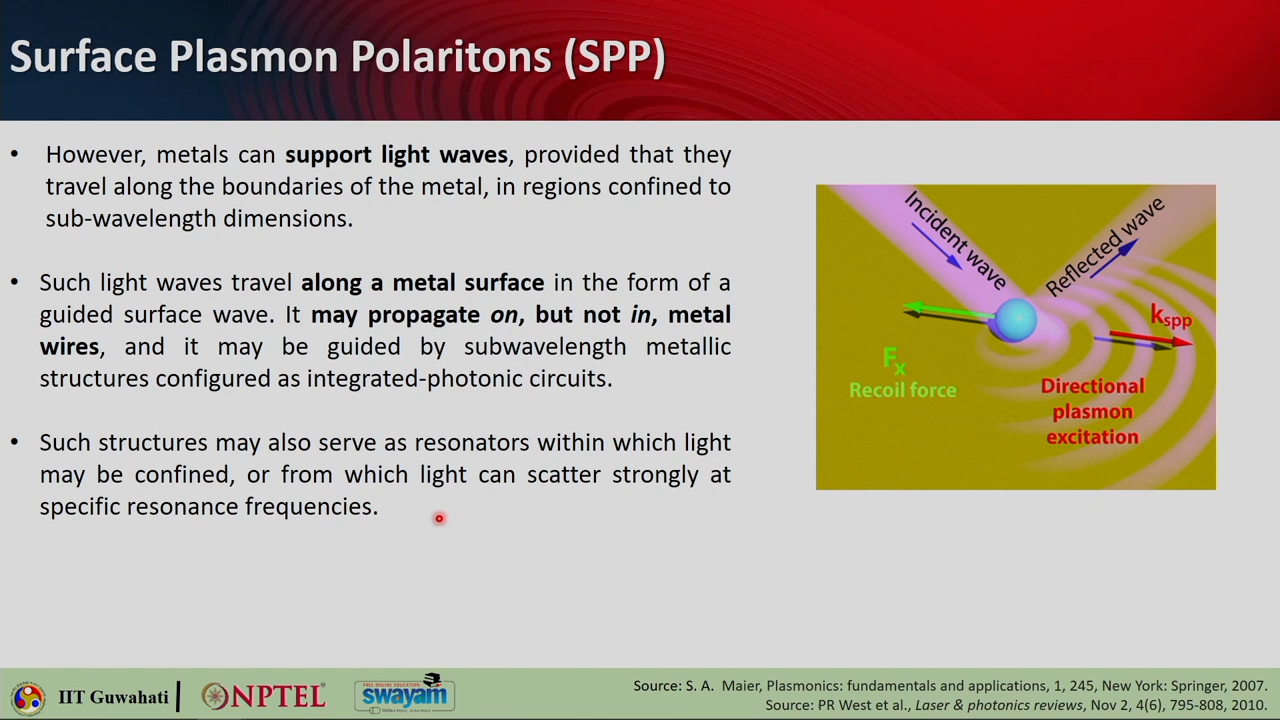 Surface Plasmon Polaritons (SPP)
• However, metals can support light waves, provided that they
travel along the boundaries of the metal, in regions confined to
sub-wavelength dimensions.
• Such light waves travel along a metal surface in the form of a
guided surface wave. It may propagate on, but not in, metal
wires, and it may be guided by subwavelength metallic
structures configured as integrated-photonic circuits.
• Such structures may also serve as resonators within which light
may be confined, or from which light can scatter strongly at
specific resonance frequencies.
Incident wave
Reflected wave
kspp
Fx
Recoil force
Directional
plasmon
excitation
IIT Guwahati
NPTEL
FREE ONLINE EDUCATION
swayam
Source: S. A. Maier, Plasmonics: fundamentals and applications, 1, 245. New York: Springer, 2007.
Source: PR West et al., Laser & photonics reviews, Nov 2, 4(6), 795-808, 2010.